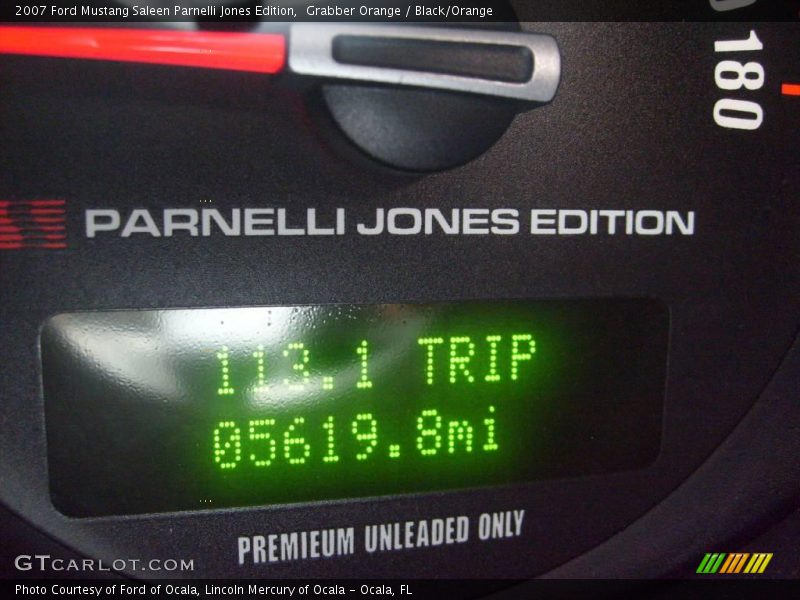 2007 Ford Mustang Saleen Parnelli Jones Edition,  Grabber Orange / Black/Orange
180
PARNELLI JONES EDITION
113.1 TRIP
05619.8mi
PREMIEUM UNLEADED ONLY
GTCARLOT.COM
Photo Courtesy of Ford of Ocala, Lincoln Mercury of Ocala – Ocala, FL